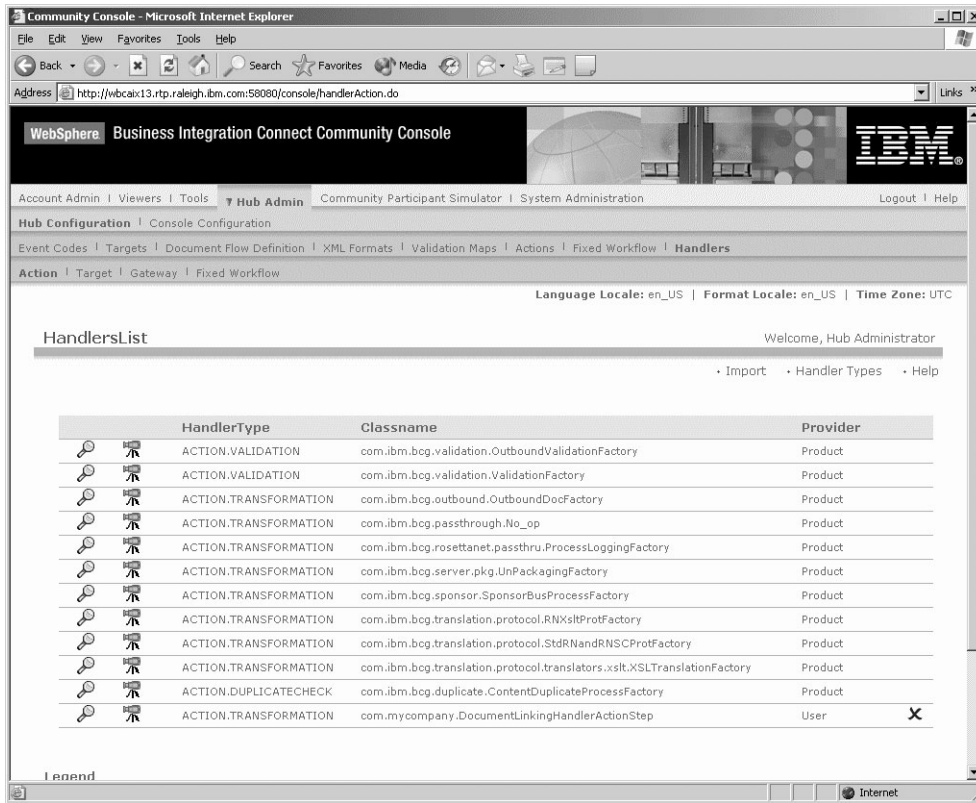 Community Console - Microsoft Internet Explorer
File Edit View Favorites Tools Help
Back Search Favorites Media
Address http://wbcaix13.rtp.raleigh.ibm.com:58080/console/handlerAction.do Links »
WebSphere. Business Integration Connect Community Console IBM®
Account Admin | Viewers | Tools Hub Admin Community Participant Simulator | System Administration Logout | Help
Hub Configuration | Console Configuration
Event Codes | Targets | Document Flow Definition | XML Formats | Validation Maps | Actions | Fixed Workflow | Handlers
Action | Target | Gateway | Fixed Workflow
Language Locale: en_US | Format Locale: en_US | Time Zone: UTC
HandlersList Welcome, Hub Administrator
• Import • Handler Types • Help
HandlerType Classname Provider
ACTION.VALIDATION com.ibm.bcg.validation.OutboundValidationFactory Product
ACTION.VALIDATION com.ibm.bcg.validation.ValidationFactory Product
ACTION.TRANSFORMATION com.ibm.bcg.outbound.OutboundDocFactory Product
ACTION.TRANSFORMATION com.ibm.bcg.passthrough.No_op Product
ACTION.TRANSFORMATION com.ibm.bcg.rosettanet.passthru.ProcessLoggingFactory Product
ACTION.TRANSFORMATION com.ibm.bcg.server.pkg.UnPackagingFactory Product
ACTION.TRANSFORMATION com.ibm.bcg.sponsor.SponsorBusProcessFactory Product
ACTION.TRANSFORMATION com.ibm.bcg.translation.protocol.RNXsltProtFactory Product
ACTION.TRANSFORMATION com.ibm.bcg.translation.protocol.StdRNandRNSCProtFactory Product
ACTION.TRANSFORMATION com.ibm.bcg.translation.protocol.translators.xslt.XSLTranslationFactory Product
ACTION.DUPLICATECHECK com.ibm.bcg.duplicate.ContentDuplicateProcessFactory Product
ACTION.TRANSFORMATION com.mycompany.DocumentLinkingHandlerActionStep User
Legend
Internet